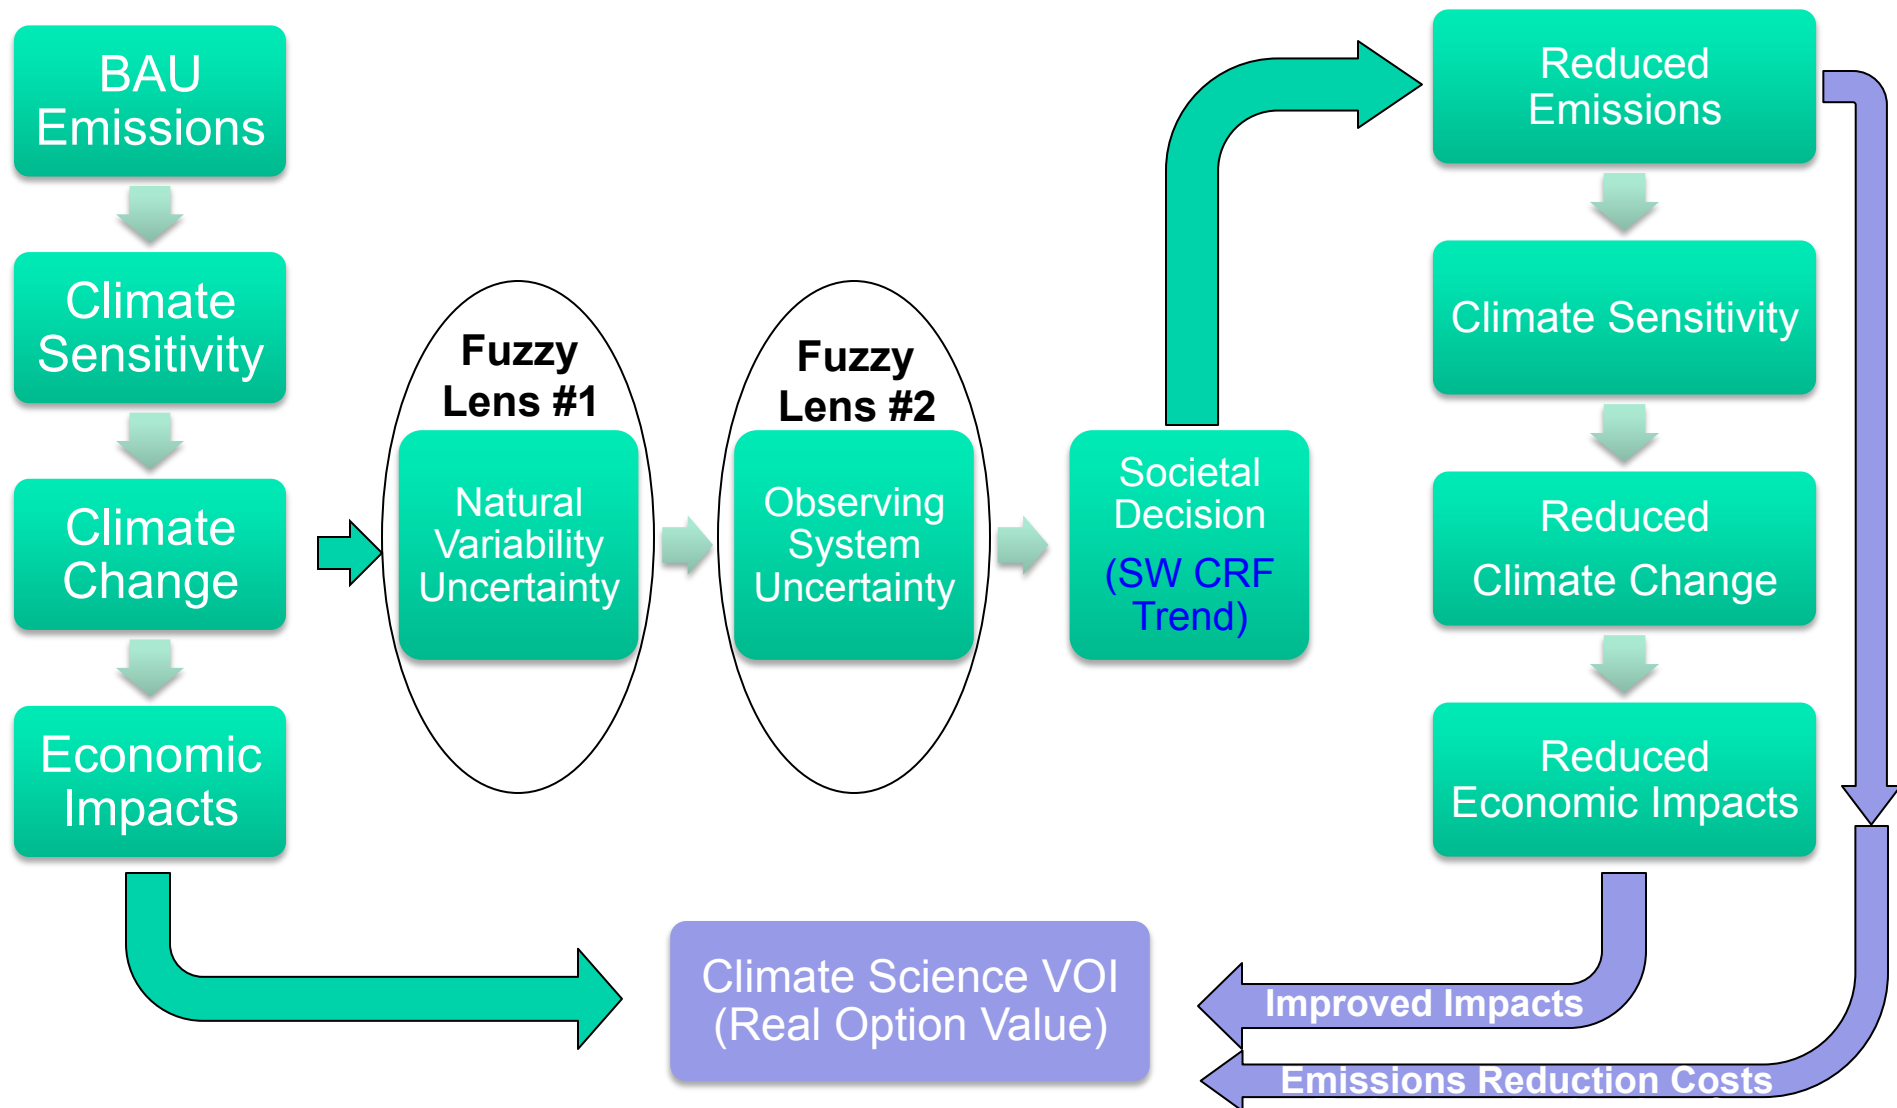 BAU
Emissions
Climate
Sensitivity
Climate
Change
Economic
Impacts
Fuzzy
Lens #1
Natural
Variability
Uncertainty
Fuzzy
Lens #2
Observing
System
Uncertainty
Societal
Decision
(SW CRF
Trend)
Reduced
Emissions
Climate Sensitivity
Reduced
Climate Change
Reduced
Economic Impacts
Climate Science VOI
(Real Option Value)
Improved Impacts
Emissions Reduction Costs